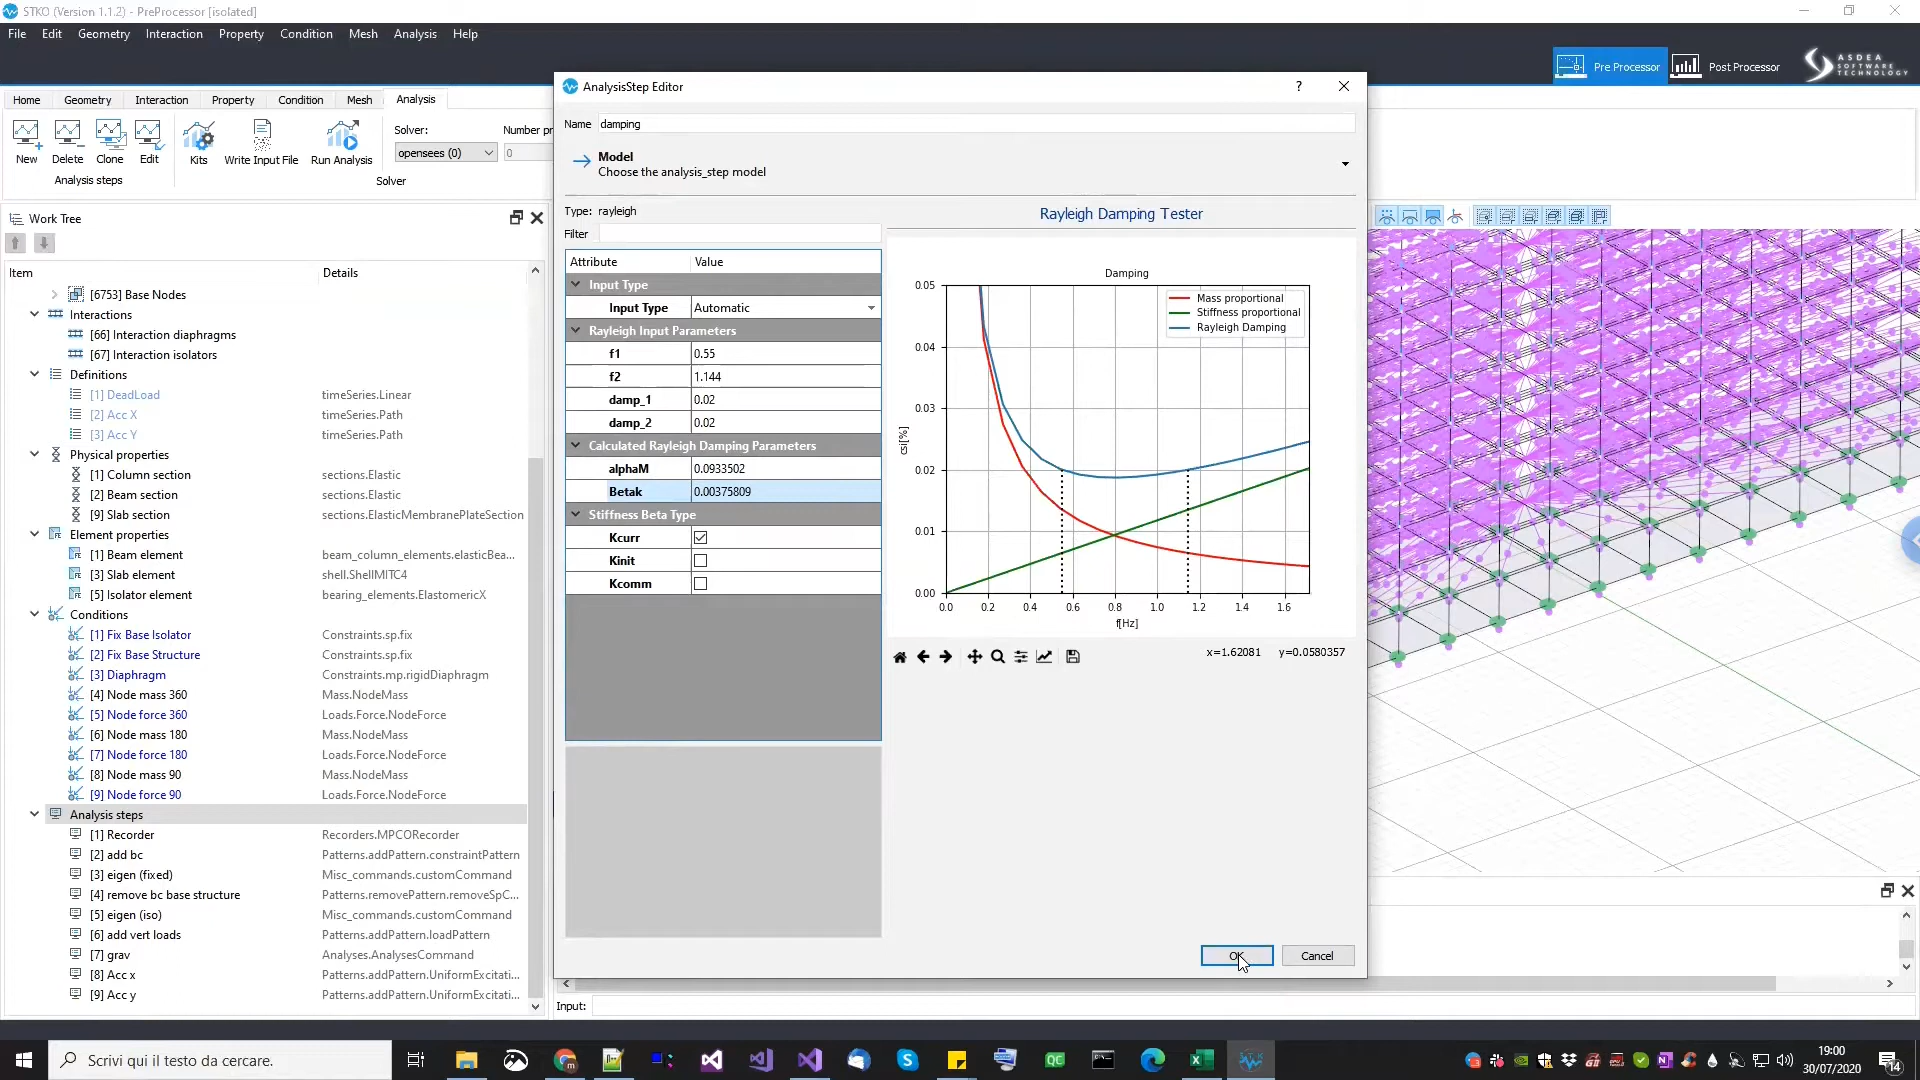 STKO (Version 1.1.2) - PreProcessor [isolated]
File Edit Geometry Interaction Property Condition Mesh Analysis Help
Pre Processor
Post Processor
ASDEA
SOFTWARE
TECHNOLOGY
Home Geometry Interaction Property Condition Mesh Analysis
New Delete Clone Edit
Analysis steps
Kits Write Input File Run Analysis
Solver: Number pr
opensees (0) 0
Solver
Work Tree
Item Details
[6753] Base Nodes
Interactions
[66] Interaction diaphragms
[67] Interaction isolators
Definitions
[1] DeadLoad timeSeries.Linear
[2] Acc X timeSeries.Path
[3] Acc Y timeSeries.Path
Physical properties
[1] Column section sections.Elastic
[2] Beam section sections.Elastic
[9] Slab section sections.ElasticMembranePlateSection
Element properties
[1] Beam element beam_column_elements.elasticBea...
[3] Slab element shell.ShellMITC4
[5] Isolator element bearing_elements.ElastomericX
Conditions
[1] Fix Base Isolator Constraints.sp.fix
[2] Fix Base Structure Constraints.sp.fix
[3] Diaphragm Constraints.mp.rigidDiaphragm
[4] Node mass 360 Mass.NodeMass
[5] Node force 360 Loads.Force.NodeForce
[6] Node mass 180 Mass.NodeMass
[7] Node force 180 Loads.Force.NodeForce
[8] Node mass 90 Mass.NodeMass
[9] Node force 90 Loads.Force.NodeForce
Analysis steps
[1] Recorder Recorders.MPCORecorder
[2] add bc Patterns.addPattern.constraintPattern
[3] eigen (fixed) Misc_commands.customCommand
[4] remove bc base structure Patterns.removePattern.removeSpC...
[5] eigen (iso) Misc_commands.customCommand
[6] add vert loads Patterns.addPattern.loadPattern
[7] grav Analyses.AnalysesCommand
[8] Acc x Patterns.addPattern.UniformExcitati...
[9] Acc y Patterns.addPattern.UniformExcitati...
AnalysisStep Editor ?
Name damping
Model
Choose the analysis_step model
Type: rayleigh
Filter
Attribute Value
Input Type
Input Type Automatic
Rayleigh Input Parameters
f1 0.55
f2 1.144
damp_1 0.02
damp_2 0.02
Calculated Rayleigh Damping Parameters
alphaM 0.0933502
Betak 0.00375809
Stiffness Beta Type
Kcurr
Kinit
Kcomm
Rayleigh Damping Tester
Damping
Mass proportional
Stiffness proportional
Rayleigh Damping
0.05
0.04
0.03
0.02
0.01
0.00
csi[%]
0.0 0.2 0.4 0.6 0.8 1.0 1.2 1.4 1.6
f[Hz]
x=1.62081 y=0.0580357
OK Cancel
Input:
Scrivi qui il testo da cercare.
19:00
30/07/2020
14